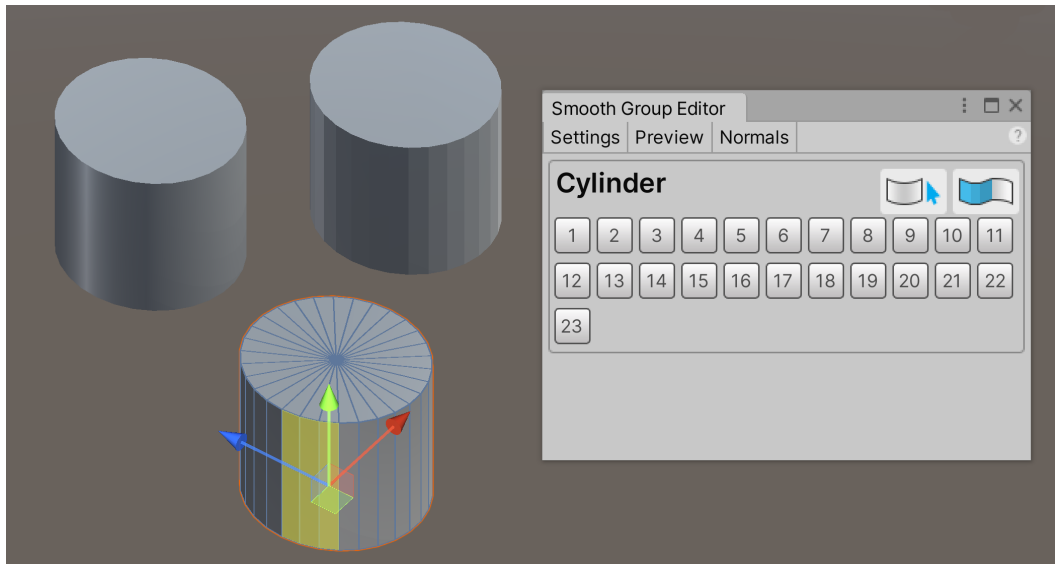 Smooth Group Editor
Settings Preview Normals
?
Cylinder
1 2 3 4 5 6 7 8 9 10 11
12 13 14 15 16 17 18 19 20 21 22
23